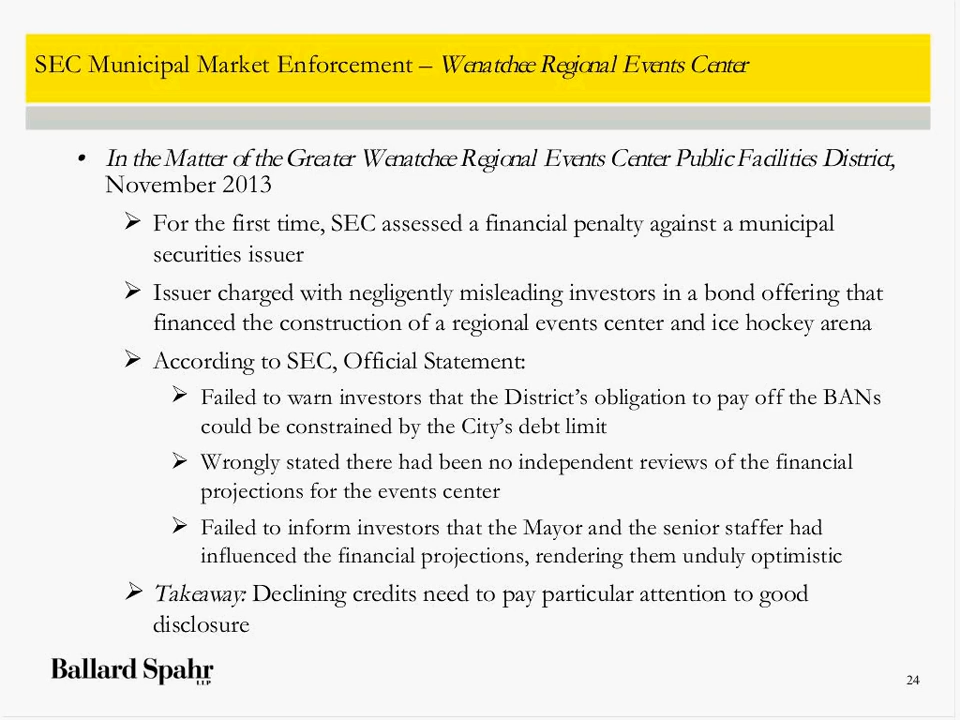 SEC Municipal Market Enforcement – Wenatchee Regional Events Center
• In the Matter of the Greater Wenatchee Regional Events Center Public Facilities District,
November 2013
➢ For the first time, SEC assessed a financial penalty against a municipal
securities issuer
➢ Issuer charged with negligently misleading investors in a bond offering that
financed the construction of a regional events center and ice hockey arena
➢ According to SEC, Official Statement:
➢ Failed to warn investors that the District's obligation to pay off the BANs
could be constrained by the City's debt limit
➢ Wrongly stated there had been no independent reviews of the financial
projections for the events center
➢ Failed to inform investors that the Mayor and the senior staffer had
influenced the financial projections, rendering them unduly optimistic
➢ Takeaway: Declining credits need to pay particular attention to good
disclosure
Ballard Spahr
LLP
24